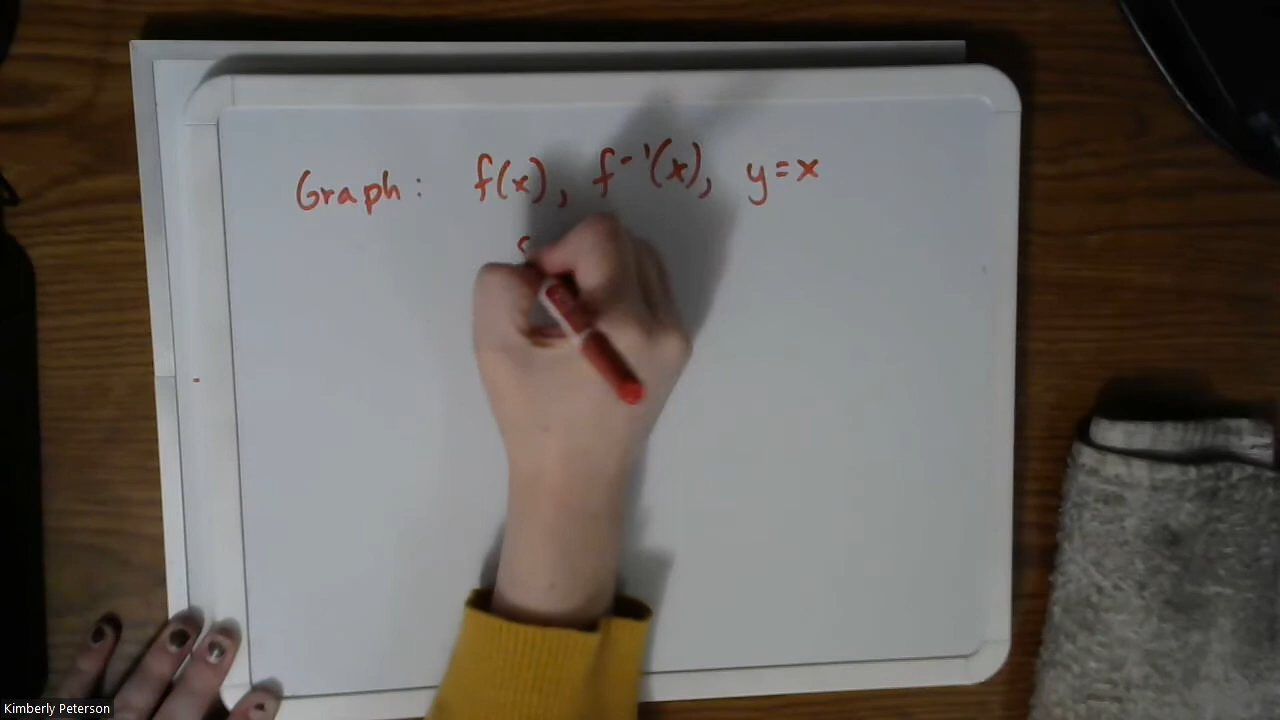 Graph: f(x), f⁻¹(x), y=x
Kimberly Peterson